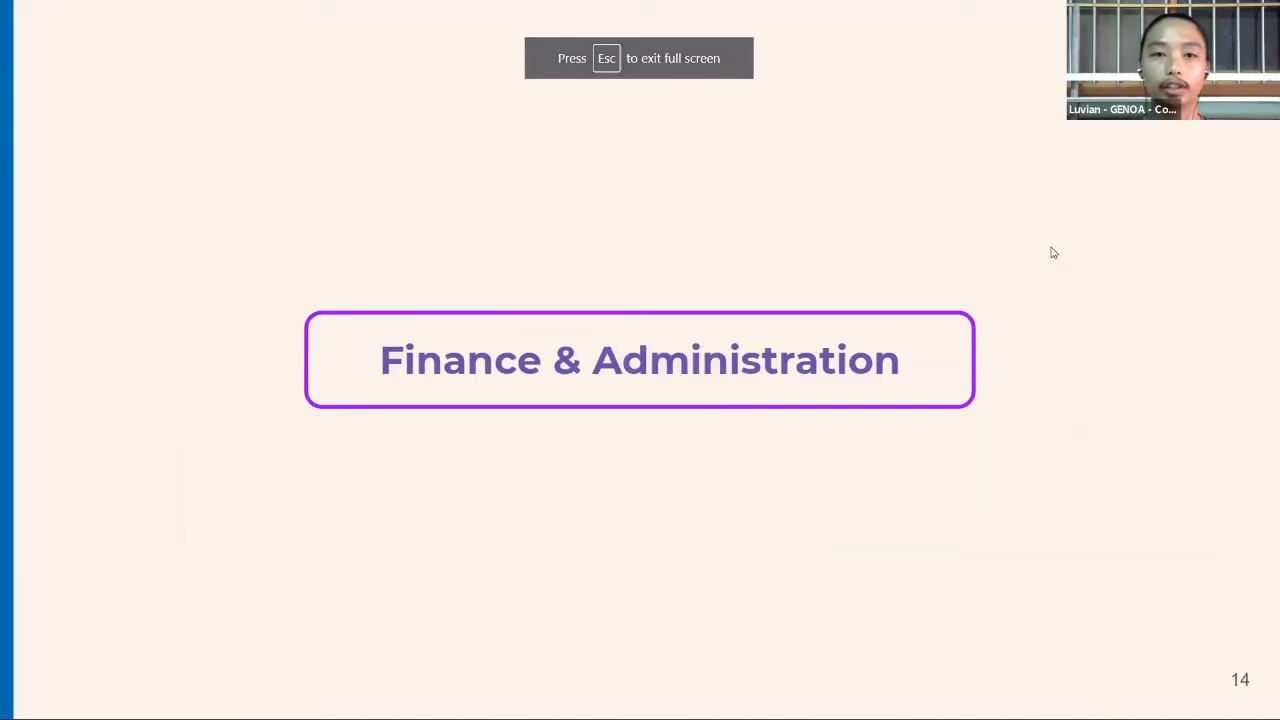 Press Esc to exit full screen
Luvian - GENOA - Co...
Finance & Administration
14